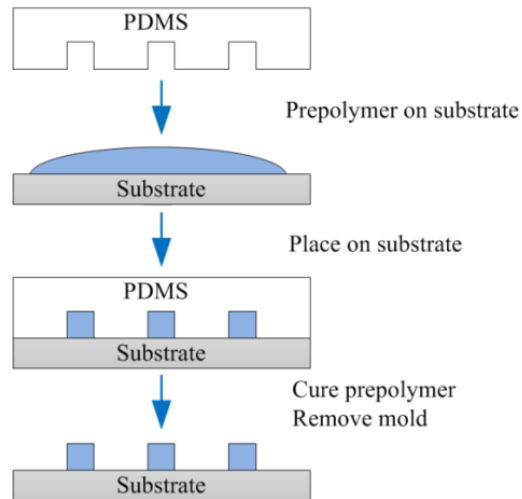 PDMS
Prepolymer on substrate
Substrate
Place on substrate
PDMS
Substrate
Cure prepolymer
Remove mold
Substrate